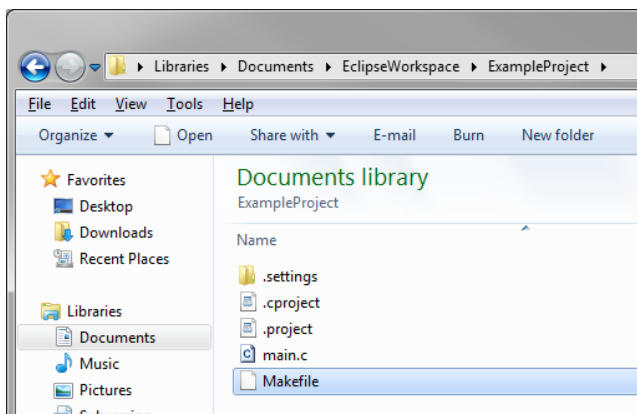 Libraries Documents EclipseWorkspace ExampleProject
File Edit View Tools Help
Organize Open Share with E-mail Burn New folder
Favorites
Desktop
Downloads
Recent Places
Libraries
Documents
Music
Pictures
Documents library
ExampleProject
Name
.settings
.cproject
.project
main.c
Makefile